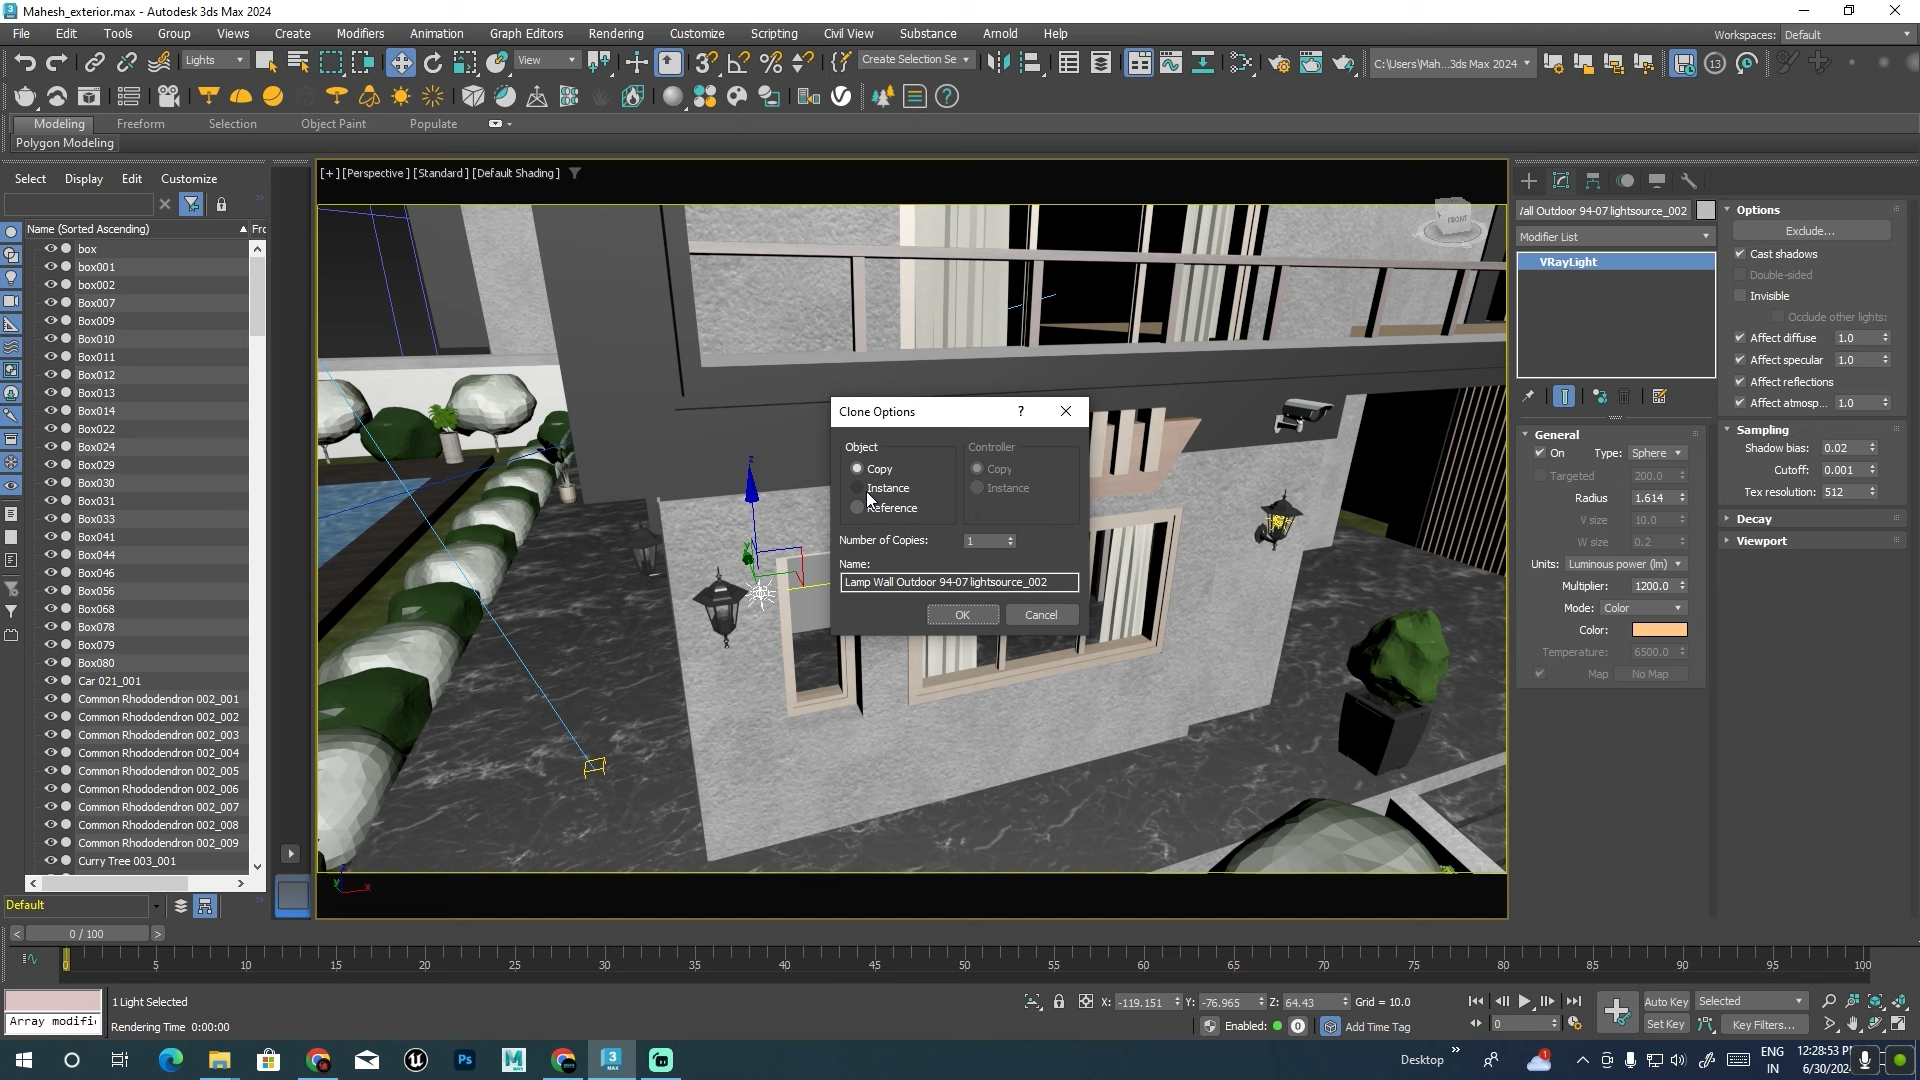 Mahesh_exterior.max - Autodesk 3ds Max 2024
File Edit Tools Group Views Create Modifiers Animation Graph Editors Rendering Customize Scripting Civil View Substance Arnold Help
Workspaces: Default
Lights
View
Create Selection Se
C:\Users\Mah...3ds Max 2024
13
Modeling Freeform Selection Object Paint Populate
Polygon Modeling
Select Display Edit Customize
Name (Sorted Ascending)
Fro
box
box001
box002
Box007
Box009
Box010
Box011
Box012
Box013
Box014
Box022
Box024
Box029
Box030
Box031
Box033
Box041
Box044
Box046
Box056
Box068
Box078
Box079
Box080
Car 021_001
Common Rhododendron 002_001
Common Rhododendron 002_002
Common Rhododendron 002_003
Common Rhododendron 002_004
Common Rhododendron 002_005
Common Rhododendron 002_006
Common Rhododendron 002_007
Common Rhododendron 002_008
Common Rhododendron 002_009
Curry Tree 003_001
Default
[+] [Perspective] [Standard] [Default Shading]
FRONT
z
y
x
Clone Options
?
Object
Copy
Instance
Reference
Controller
Copy
Instance
Number of Copies: 1
Name:
Lamp Wall Outdoor 94-07 lightsource_002
OK Cancel
/all Outdoor 94-07 lightsource_002
Modifier List
VRayLight
General
On Type: Sphere
Targeted 200.0
Radius 1.614
V size 10.0
W size 0.2
Units: Luminous power (lm)
Multiplier: 1200.0
Mode: Color
Color:
Temperature: 6500.0
Map No Map
Options
Exclude...
Cast shadows
Double-sided
Invisible
Occlude other lights:
Affect diffuse 1.0
Affect specular 1.0
Affect reflections
Affect atmosp... 1.0
Sampling
Shadow bias: 0.02
Cutoff: 0.001
Tex resolution: 512
Decay
Viewport
< 0 / 100 >
0 5 10 15 20 25 30 35 40 45 50 55 60 65 70 75 80 85 90 95 100
1 Light Selected
Array modifi
Rendering Time 0:00:00
X: -119.151 Y: -76.965 Z: 64.43 Grid = 10.0
Enabled: 0 Add Time Tag
0
Auto Key Selected
Set Key Key Filters...
Desktop
ENG
IN
6/30/202